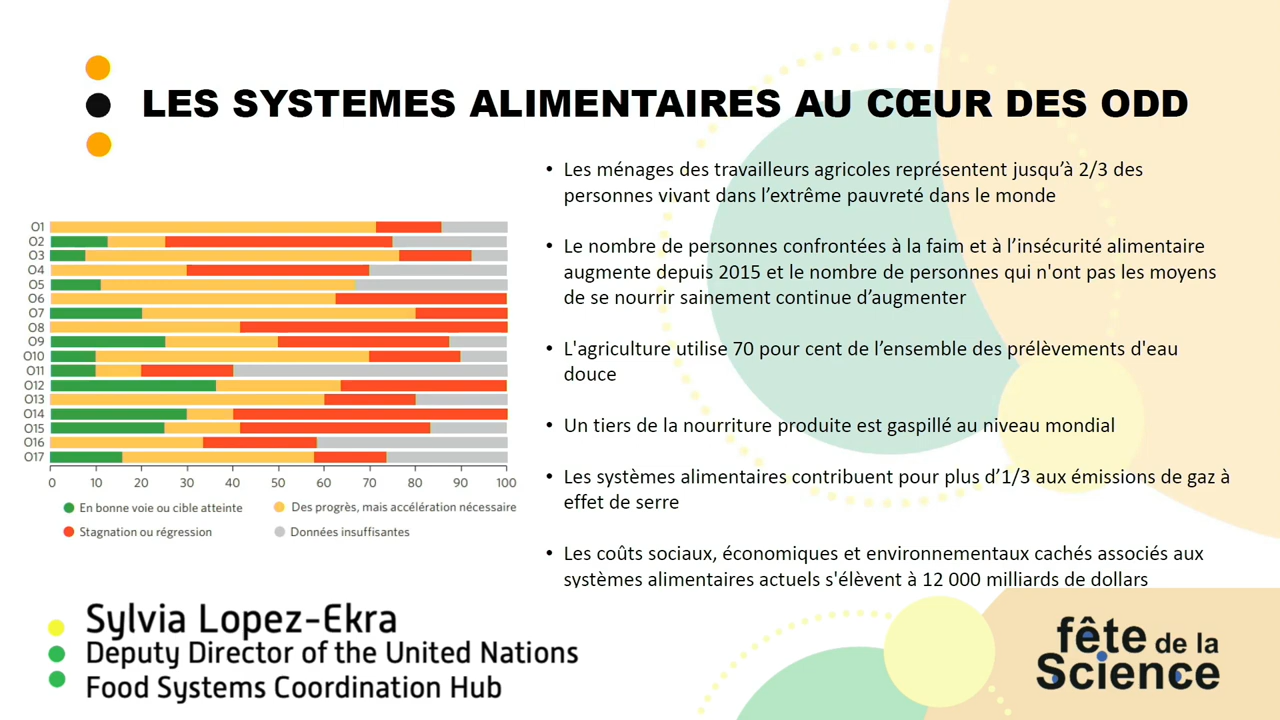 LES SYSTEMES ALIMENTAIRES AU CŒUR DES ODD
O1
O2
O3
O4
O5
O6
O7
O8
O9
O10
O11
O12
O13
O14
O15
O16
O17
0 10 20 30 40 50 60 70 80 90 100
En bonne voie ou cible atteinte
Des progrès, mais accélération nécessaire
Stagnation ou régression
Données insuffisantes
• Les ménages des travailleurs agricoles représentent jusqu’à 2/3 des
personnes vivant dans l’extrême pauvreté dans le monde
• Le nombre de personnes confrontées à la faim et à l’insécurité alimentaire
augmente depuis 2015 et le nombre de personnes qui n'ont pas les moyens
de se nourrir sainement continue d’augmenter
• L'agriculture utilise 70 pour cent de l’ensemble des prélèvements d'eau
douce
• Un tiers de la nourriture produite est gaspillé au niveau mondial
• Les systèmes alimentaires contribuent pour plus d’1/3 aux émissions de gaz à
effet de serre
• Les coûts sociaux, économiques et environnementaux cachés associés aux
systèmes alimentaires actuels s'élèvent à 12 000 milliards de dollars
Sylvia Lopez-Ekra
Deputy Director of the United Nations
Food Systems Coordination Hub
fête de la
Science